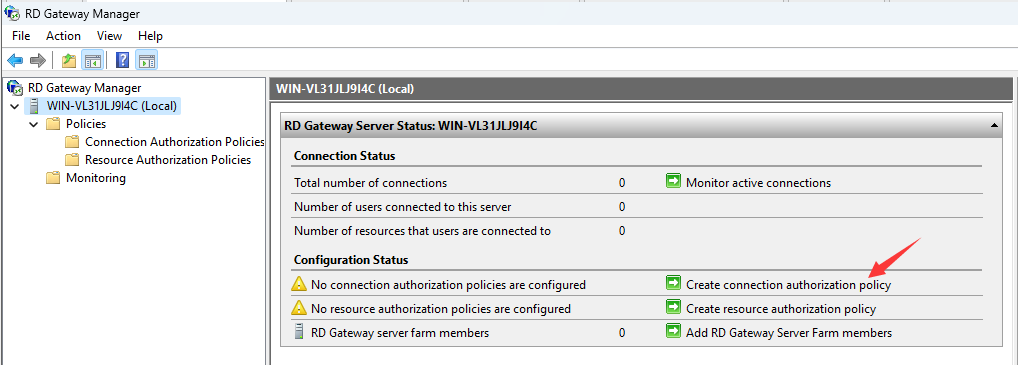 RD Gateway Manager
File Action View Help
RD Gateway Manager
WIN-VL31JLJ9I4C (Local)
Policies
Connection Authorization Policies
Resource Authorization Policies
Monitoring
WIN-VL31JLJ9I4C (Local)
RD Gateway Server Status: WIN-VL31JLJ9I4C
Connection Status
Total number of connections 0 Monitor active connections
Number of users connected to this server 0
Number of resources that users are connected to 0
Configuration Status
No connection authorization policies are configured Create connection authorization policy
No resource authorization policies are configured Create resource authorization policy
RD Gateway server farm members 0 Add RD Gateway Server Farm members